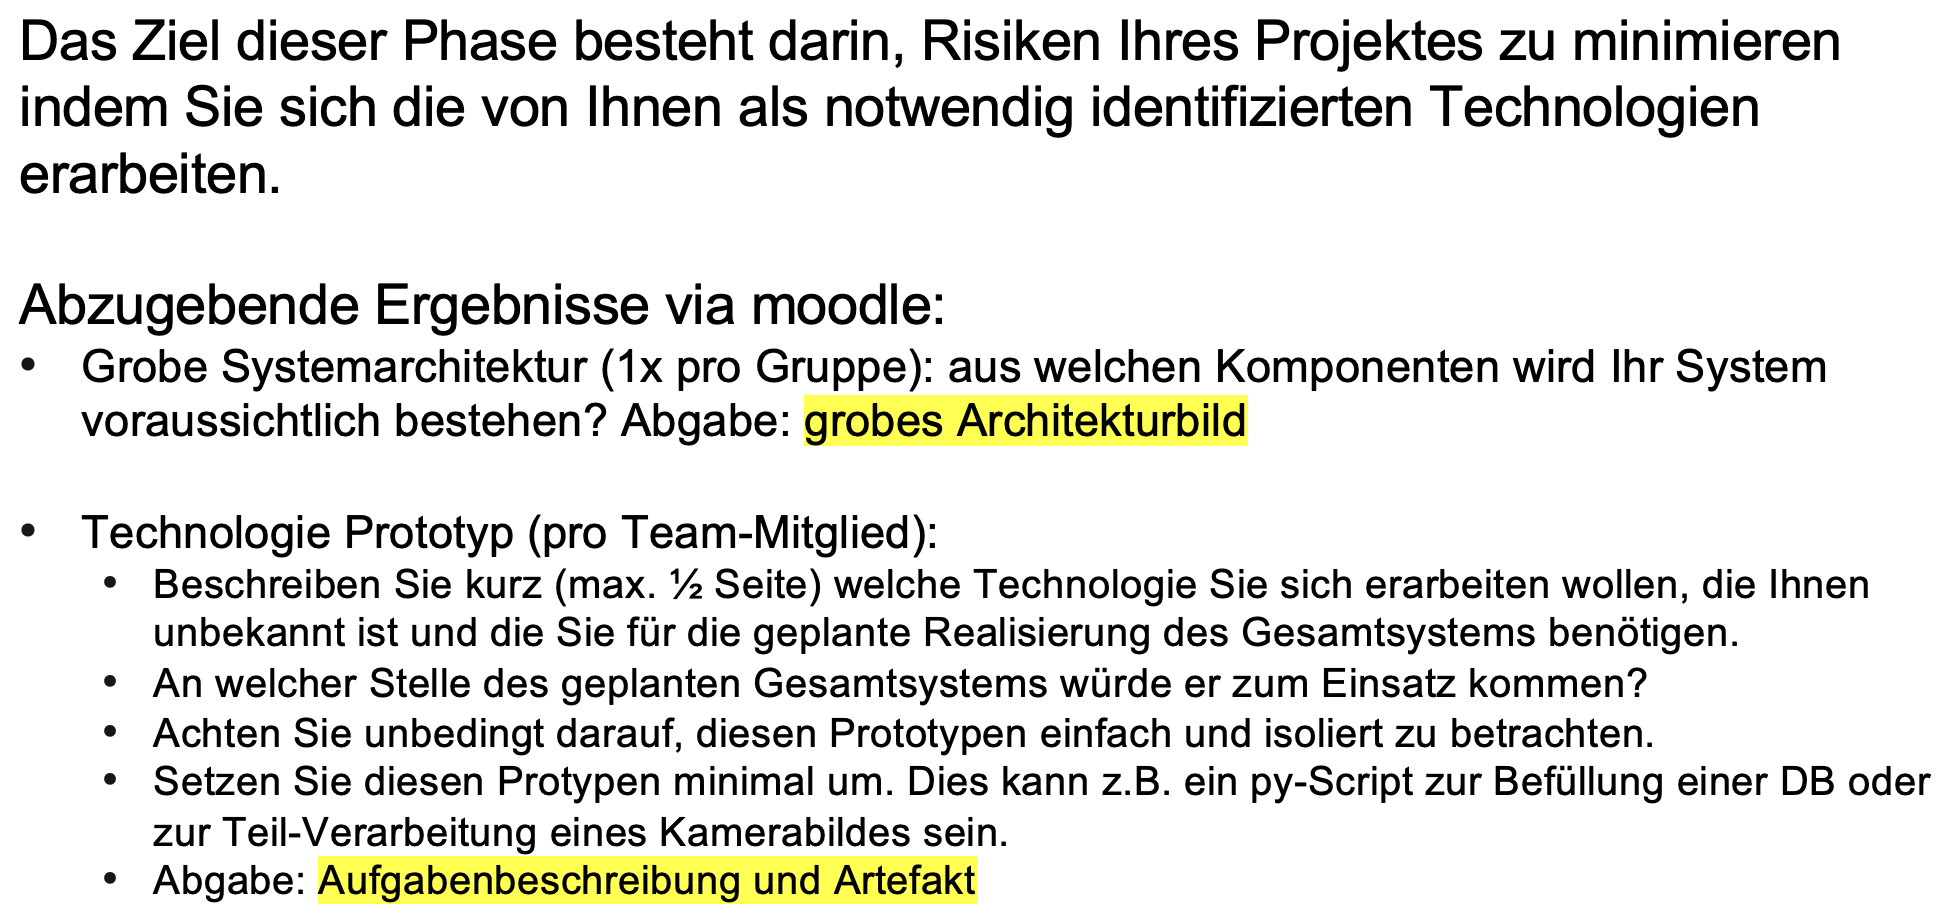 Das Ziel dieser Phase besteht darin, Risiken Ihres Projektes zu minimieren
indem Sie sich die von Ihnen als notwendig identifizierten Technologien
erarbeiten.
Abzugebende Ergebnisse via moodle:
• Grobe Systemarchitektur (1x pro Gruppe): aus welchen Komponenten wird Ihr System
voraussichtlich bestehen? Abgabe: grobes Architekturbild
• Technologie Prototyp (pro Team-Mitglied):
• Beschreiben Sie kurz (max. ½ Seite) welche Technologie Sie sich erarbeiten wollen, die Ihnen
unbekannt ist und die Sie für die geplante Realisierung des Gesamtsystems benötigen.
• An welcher Stelle des geplanten Gesamtsystems würde er zum Einsatz kommen?
• Achten Sie unbedingt darauf, diesen Prototypen einfach und isoliert zu betrachten.
• Setzen Sie diesen Protypen minimal um. Dies kann z.B. ein py-Script zur Befüllung einer DB oder
zur Teil-Verarbeitung eines Kamerabildes sein.
• Abgabe: Aufgabenbeschreibung und Artefakt